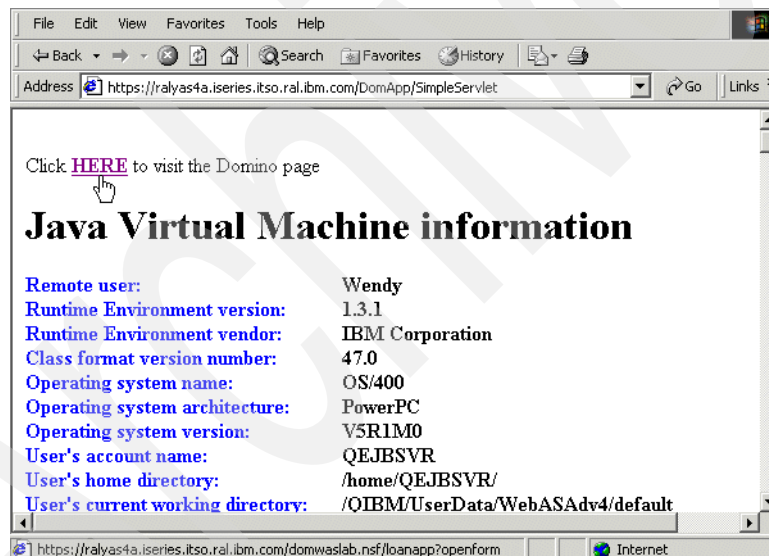 File Edit View Favorites Tools Help
Back Search Favorites History
Address https://ralyas4a.iseries.itso.ral.ibm.com/DomApp/SimpleServlet Go Links
Click HERE to visit the Domino page
Java Virtual Machine information
Remote user: Wendy
Runtime Environment version: 1.3.1
Runtime Environment vendor: IBM Corporation
Class format version number: 47.0
Operating system name: OS/400
Operating system architecture: PowerPC
Operating system version: V5R1M0
User's account name: QEJBSVR
User's home directory: /home/QEJBSVR/
User's current working directory: /QIBM/UserData/WebASAdv4/default
https://ralyas4a.iseries.itso.ral.ibm.com/domwaslab.nsf/loanapp?openform Internet